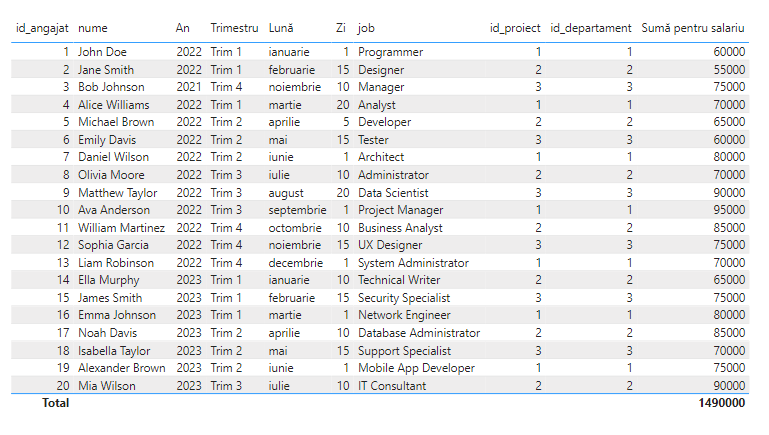 id_angajat nume An Trimestru Lună Zi job id_proiect id_departament Sumă pentru salariu
1 John Doe 2022 Trim 1 ianuarie 1 Programmer 1 1 60000
2 Jane Smith 2022 Trim 1 februarie 15 Designer 2 2 55000
3 Bob Johnson 2021 Trim 4 noiembrie 10 Manager 3 3 75000
4 Alice Williams 2022 Trim 1 martie 20 Analyst 1 1 70000
5 Michael Brown 2022 Trim 2 aprilie 5 Developer 2 2 65000
6 Emily Davis 2022 Trim 2 mai 15 Tester 3 3 60000
7 Daniel Wilson 2022 Trim 2 iunie 1 Architect 1 1 80000
8 Olivia Moore 2022 Trim 3 iulie 10 Administrator 2 2 70000
9 Matthew Taylor 2022 Trim 3 august 20 Data Scientist 3 3 90000
10 Ava Anderson 2022 Trim 3 septembrie 1 Project Manager 1 1 95000
11 William Martinez 2022 Trim 4 octombrie 10 Business Analyst 2 2 85000
12 Sophia Garcia 2022 Trim 4 noiembrie 15 UX Designer 3 3 75000
13 Liam Robinson 2022 Trim 4 decembrie 1 System Administrator 1 1 70000
14 Ella Murphy 2023 Trim 1 ianuarie 10 Technical Writer 2 2 65000
15 James Smith 2023 Trim 1 februarie 15 Security Specialist 3 3 75000
16 Emma Johnson 2023 Trim 1 martie 1 Network Engineer 1 1 80000
17 Noah Davis 2023 Trim 2 aprilie 10 Database Administrator 2 2 85000
18 Isabella Taylor 2023 Trim 2 mai 15 Support Specialist 3 3 70000
19 Alexander Brown 2023 Trim 2 iunie 1 Mobile App Developer 1 1 75000
20 Mia Wilson 2023 Trim 3 iulie 10 IT Consultant 2 2 90000
Total 1490000